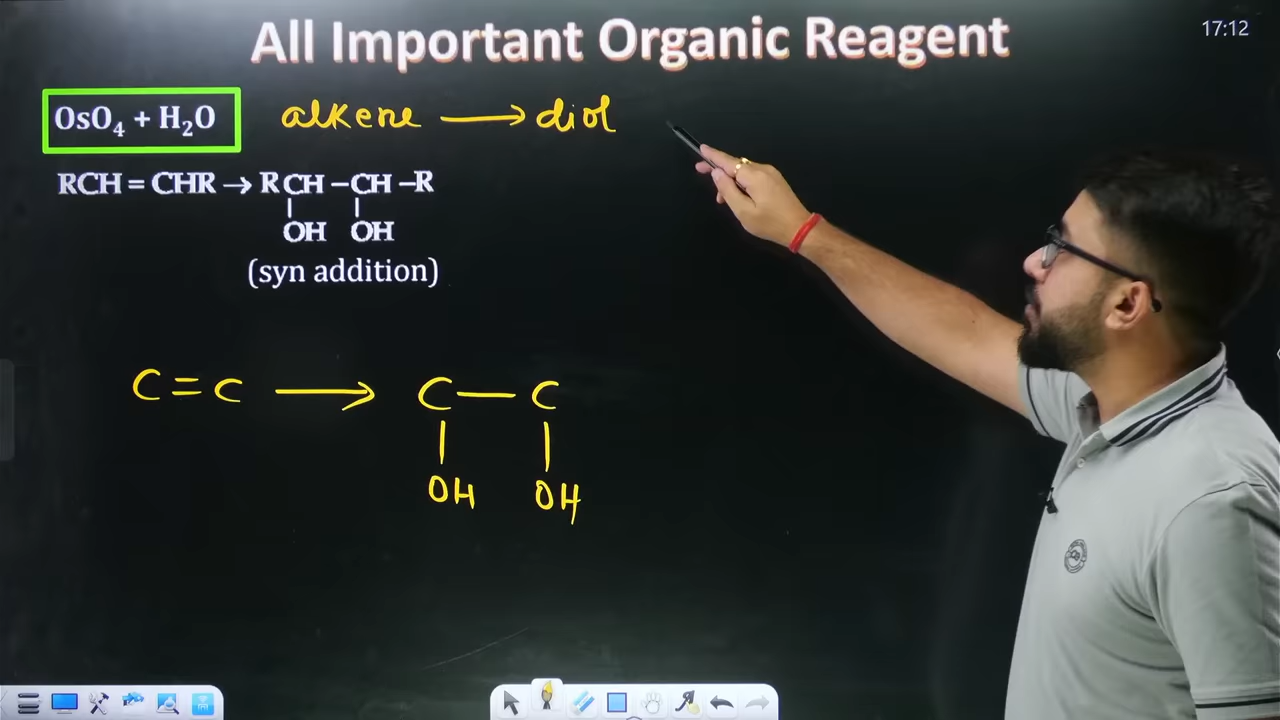 All Important Organic Reagent
17:12
OsO₄ + H₂O alkene → diol
RCH = CHR → RCH – CH – R
OH OH
(syn addition)
C = C → C — C
OH OH